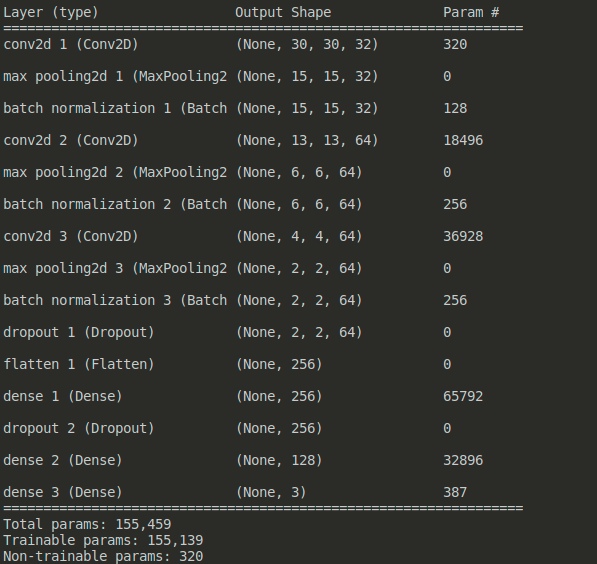 Layer (type)                 Output Shape              Param #
=================================================================
conv2d 1 (Conv2D)            (None, 30, 30, 32)        320
max pooling2d 1 (MaxPooling2 (None, 15, 15, 32)        0
batch normalization 1 (Batch (None, 15, 15, 32)        128
conv2d 2 (Conv2D)            (None, 13, 13, 64)        18496
max pooling2d 2 (MaxPooling2 (None, 6, 6, 64)          0
batch normalization 2 (Batch (None, 6, 6, 64)          256
conv2d 3 (Conv2D)            (None, 4, 4, 64)          36928
max pooling2d 3 (MaxPooling2 (None, 2, 2, 64)          0
batch normalization 3 (Batch (None, 2, 2, 64)          256
dropout 1 (Dropout)          (None, 2, 2, 64)          0
flatten 1 (Flatten)          (None, 256)               0
dense 1 (Dense)              (None, 256)               65792
dropout 2 (Dropout)          (None, 256)               0
dense 2 (Dense)              (None, 128)               32896
dense 3 (Dense)              (None, 3)                 387
=================================================================
Total params: 155,459
Trainable params: 155,139
Non-trainable params: 320